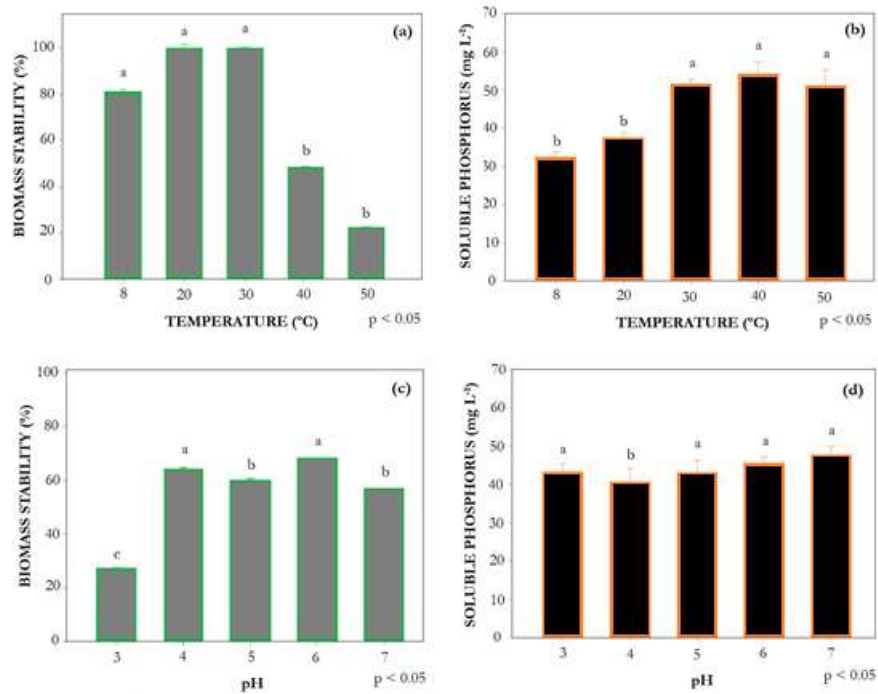 (a)
BIOMASS STABILITY (%)
100
80
60
40
20
0
a
a
a
b
b
8 20 30 40 50
TEMPERATURE (ºC) p < 0.05
(b)
SOLUBLE PHOSPHORUS (mg L⁻¹)
70
60
50
40
30
20
10
0
b
b
a
a
a
8 20 30 40 50
TEMPERATURE (ºC) p < 0.05
(c)
BIOMASS STABILITY (%)
100
80
60
40
20
0
c
a
b
a
b
3 4 5 6 7
pH p < 0.05
(d)
SOLUBLE PHOSPHORUS (mg L⁻¹)
70
60
50
40
30
20
10
0
a
b
a
a
a
3 4 5 6 7
pH p < 0.05